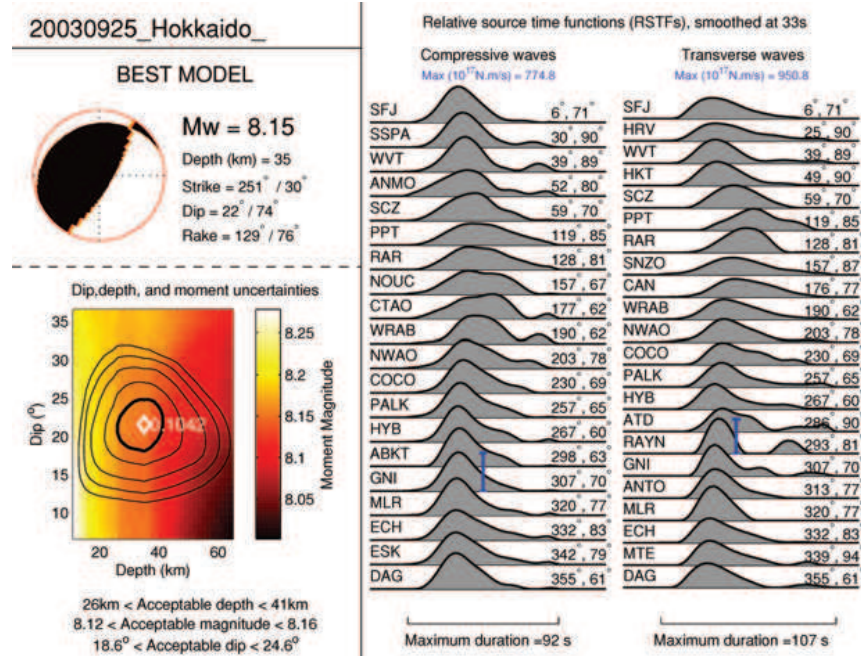 20030925_Hokkaido_
BEST MODEL
Mw = 8.15
Depth (km) = 35
Strike = 251° / 30°
Dip = 22° / 74°
Rake = 129° / 76°
Dip,depth, and moment uncertainties
35
30
25
20
15
10
Dip (°)
0.1042
20 40 60
Depth (km)
8.25
8.2
8.15
8.1
8.05
Moment Magnitude
26km < Acceptable depth < 41km
8.12 < Acceptable magnitude < 8.16
18.6° < Acceptable dip < 24.6°
Relative source time functions (RSTFs), smoothed at 33s
Compressive waves
Max (10^17N.m/s) = 774.8
SFJ 6°, 71°
SSPA 30°, 90°
WVT 39°, 89°
ANMO 52°, 80°
SCZ 59°, 70°
PPT 119°, 85°
RAR 128°, 81°
NOUC 157°, 67°
CTAO 177°, 62°
WRAB 190°, 62°
NWAO 203°, 78°
COCO 230°, 69°
PALK 257°, 65°
HYB 267°, 60°
ABKT 298°, 63°
GNI 307°, 70°
MLR 320°, 77°
ECH 332°, 83°
ESK 342°, 79°
DAG 355°, 61°
Maximum duration =92 s
Transverse waves
Max (10^17N.m/s) = 950.8
SFJ 6°, 71°
HRV 25°, 90°
WVT 39°, 89°
HKT 49°, 90°
SCZ 59°, 70°
PPT 119°, 85°
RAR 128°, 81°
SNZO 157°, 87°
CAN 176°, 77°
WRAB 190°, 62°
NWAO 203°, 78°
COCO 230°, 69°
PALK 257°, 65°
HYB 267°, 60°
ATD 286°, 90°
RAYN 293°, 81°
GNI 307°, 70°
ANTO 313°, 77°
MLR 320°, 77°
ECH 332°, 83°
MTE 339°, 94°
DAG 355°, 61°
Maximum duration =107 s